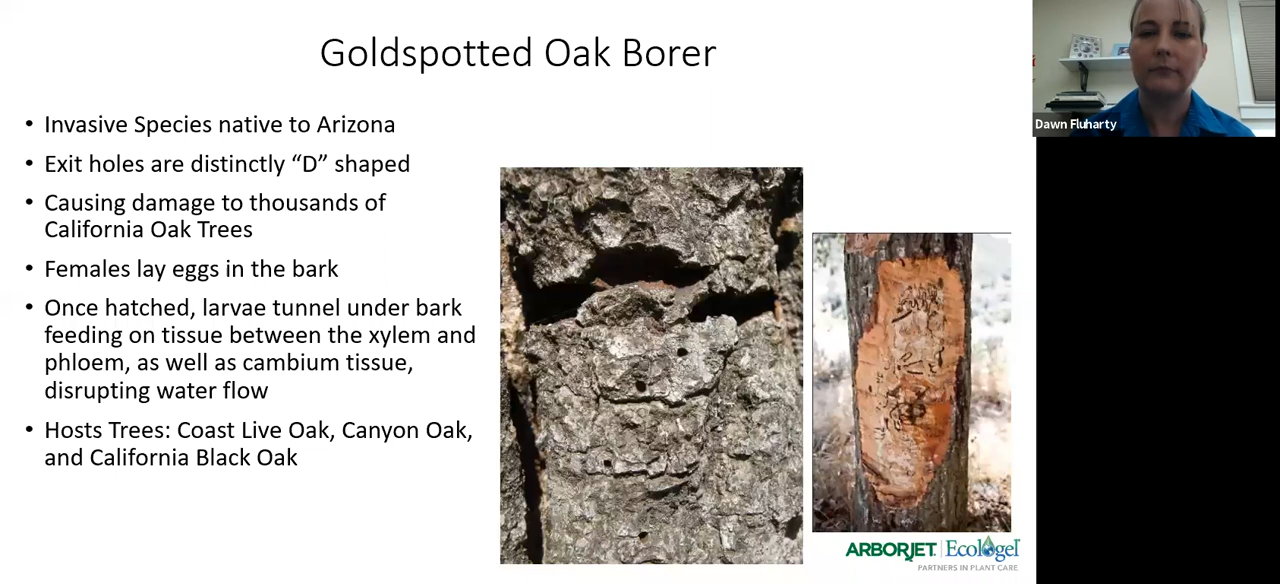 Goldspotted Oak Borer
• Invasive Species native to Arizona
• Exit holes are distinctly “D” shaped
• Causing damage to thousands of
California Oak Trees
• Females lay eggs in the bark
• Once hatched, larvae tunnel under bark
feeding on tissue between the xylem and
phloem, as well as cambium tissue,
disrupting water flow
• Hosts Trees: Coast Live Oak, Canyon Oak,
and California Black Oak
ARBORJET | Ecologel
PARTNERS IN PLANT CARE
Dawn Fluharty